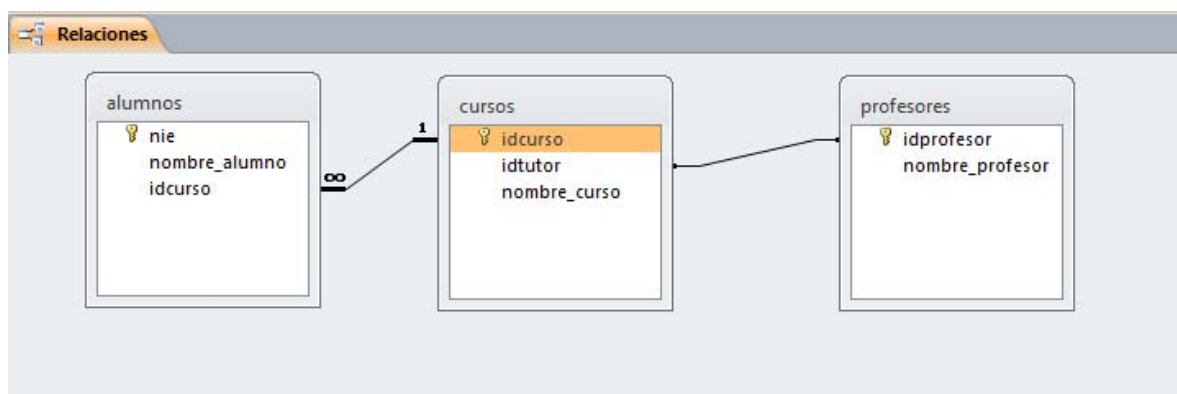 Relaciones
alumnos
nie
nombre_alumno
idcurso
∞
1
cursos
idcurso
idtutor
nombre_curso
profesores
idprofesor
nombre_profesor